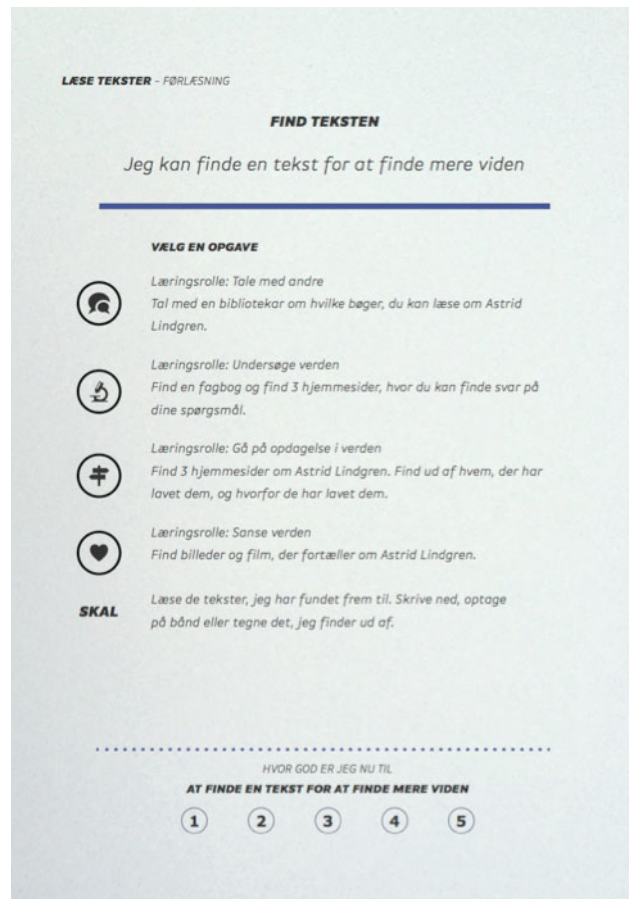 LÆSE TEKSTER – FØRLÆSNING
FIND TEKSTEN
Jeg kan finde en tekst for at finde mere viden
VÆLG EN OPGAVE
Læringsrolle: Tale med andre
Tal med en bibliotekar om hvilke bøger, du kan læse om Astrid
Lindgren.
Læringsrolle: Undersøge verden
Find en fagbog og find 3 hjemmesider, hvor du kan finde svar på
dine spørgsmål.
Læringsrolle: Gå på opdagelse i verden
Find 3 hjemmesider om Astrid Lindgren. Find ud af hvem, der har
lavet dem, og hvorfor de har lavet dem.
Læringsrolle: Sanse verden
Find billeder og film, der fortæller om Astrid Lindgren.
SKAL
Læse de tekster, jeg har fundet frem til. Skrive ned, optage
på bånd eller tegne det, jeg finder ud af.
HVOR GOD ER JEG NU TIL
AT FINDE EN TEKST FOR AT FINDE MERE VIDEN
1 2 3 4 5